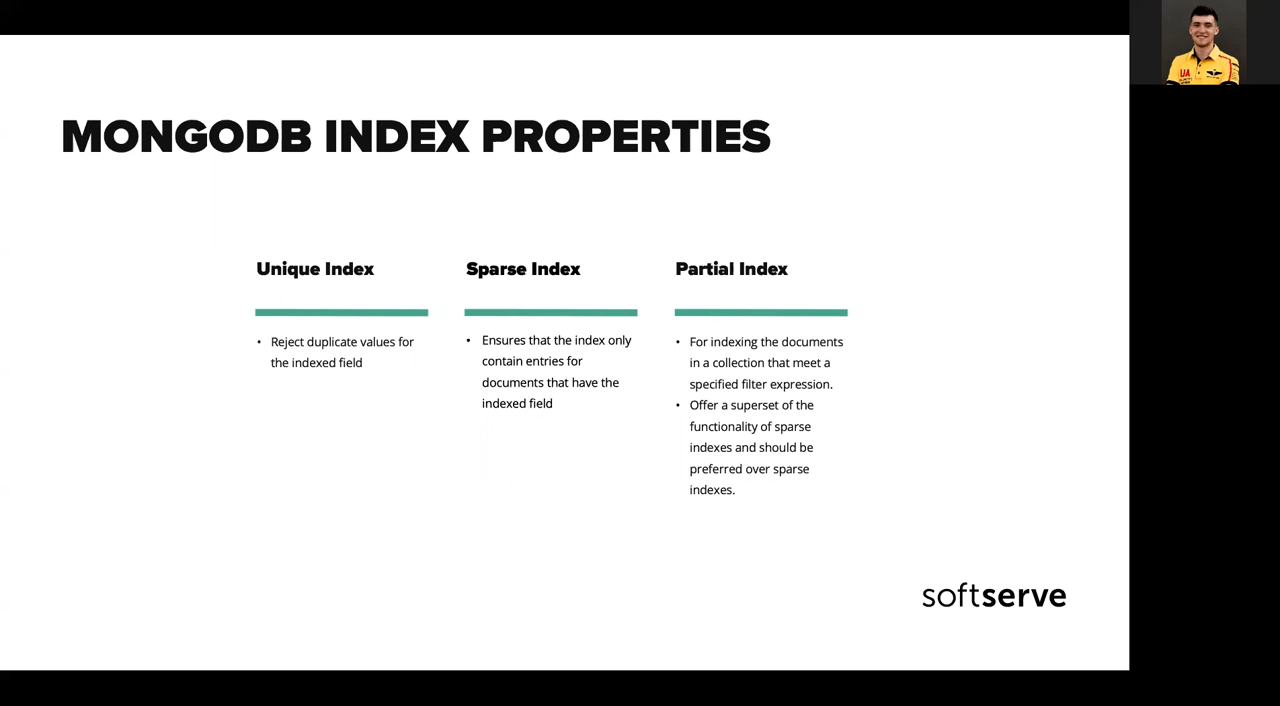 MONGODB INDEX PROPERTIES
Unique Index
• Reject duplicate values for
the indexed field
Sparse Index
• Ensures that the index only
contain entries for
documents that have the
indexed field
Partial Index
• For indexing the documents
in a collection that meet a
specified filter expression.
• Offer a superset of the
functionality of sparse
indexes and should be
preferred over sparse
indexes.
softserve
UA